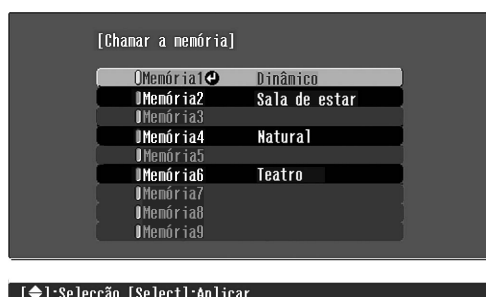 [Chamar a memória]
Memória1 Dinâmico
Memória2 Sala de estar
Memória3
Memória4 Natural
Memória5
Memória6 Teatro
Memória7
Memória8
Memória9
[ ]:Selecção [Select]:Aplicar